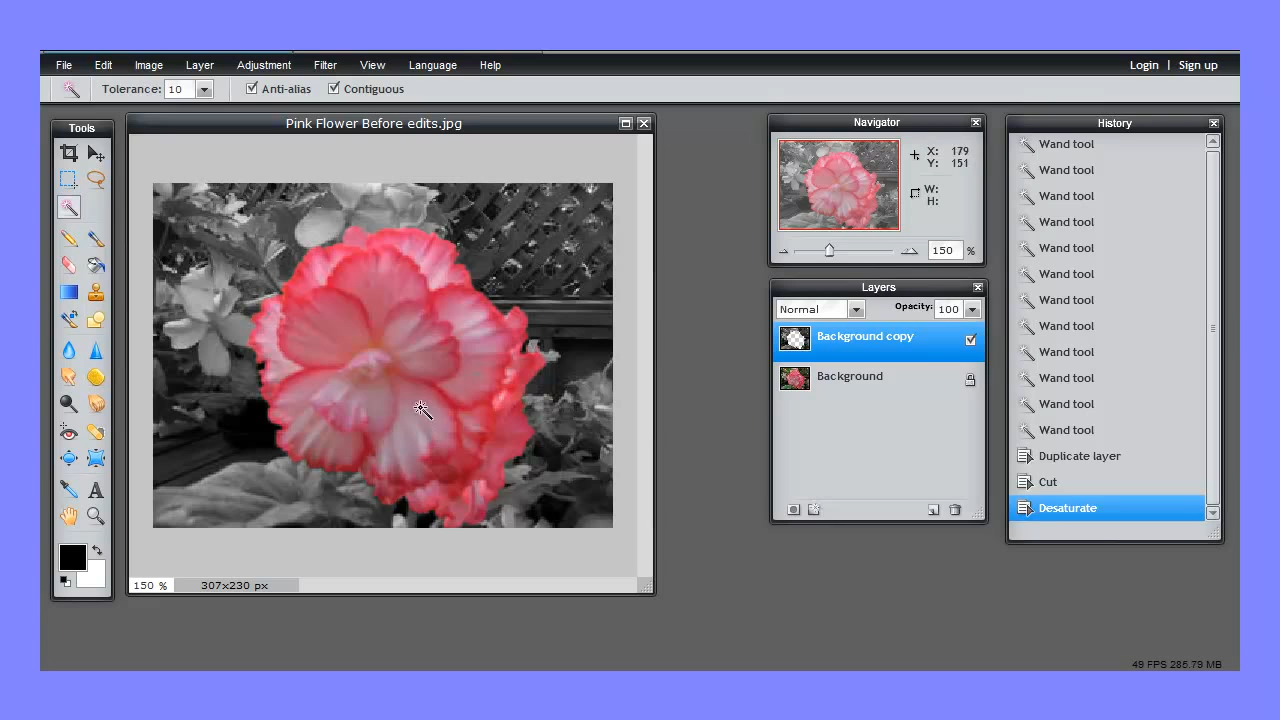 File Edit Image Layer Adjustment Filter View Language Help Login | Sign up
Tolerance: 10 Anti-alias Contiguous
Tools
Pink Flower Before edits.jpg
150 % 307x230 px
Navigator
X: 179
Y: 151
W:
H:
150 %
Layers
Normal Opacity: 100
Background copy
Background
History
Wand tool
Wand tool
Wand tool
Wand tool
Wand tool
Wand tool
Wand tool
Wand tool
Wand tool
Wand tool
Wand tool
Wand tool
Duplicate layer
Cut
Desaturate
49 FPS 285.79 MB